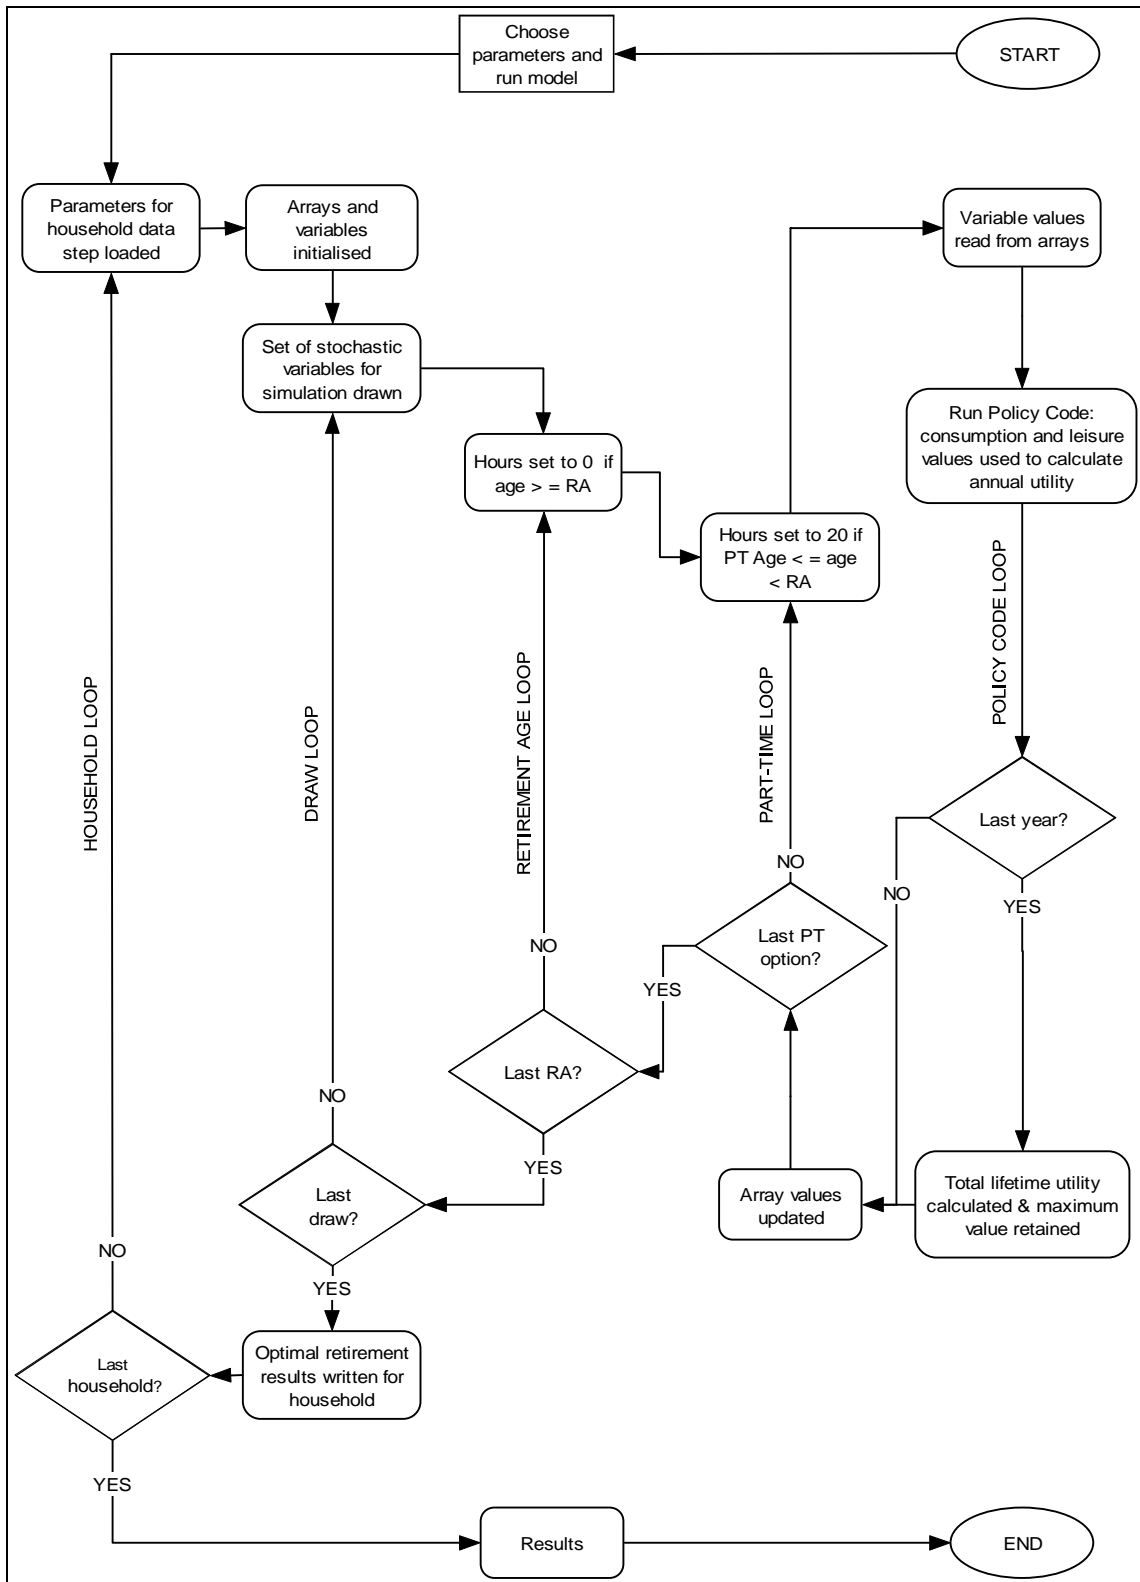 Choose
parameters and
run model
START
Parameters for
household data
step loaded
Arrays and
variables
initialised
Variable values
read from arrays
Set of stochastic
variables for
simulation drawn
Run Policy Code:
consumption and leisure
values used to calculate
annual utility
Hours set to 0 if
age > = RA
Hours set to 20 if
PT Age < = age
< RA
HOUSEHOLD LOOP
DRAW LOOP
RETIREMENT AGE LOOP
PART-TIME LOOP
POLICY CODE LOOP
Last year?
NO
NO
YES
Last PT
option?
NO
YES
Last RA?
NO
YES
Last
draw?
Array values
updated
Total lifetime utility
calculated & maximum
value retained
NO
YES
Last
household?
Optimal retirement
results written for
household
YES
Results
END